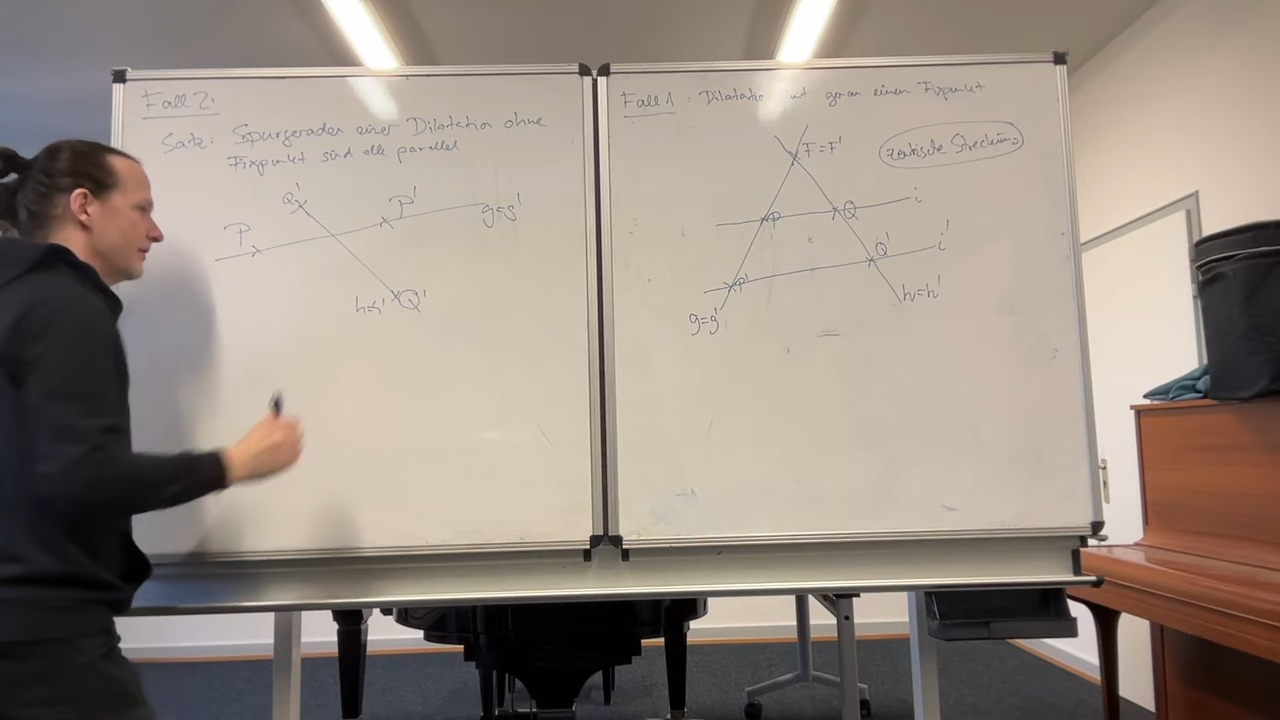 Fall 2:
Satz: Spurgeraden einer Dilatation ohne
Fixpunkt sind alle parallel
Q'
P
P'
g=g'
h=h'
Q'
Fall 1: Dilatation mit genau einem Fixpunkt
zentrische Streckung
F=F'
P
Q
i
P'
Q'
i'
g=g'
h=h'